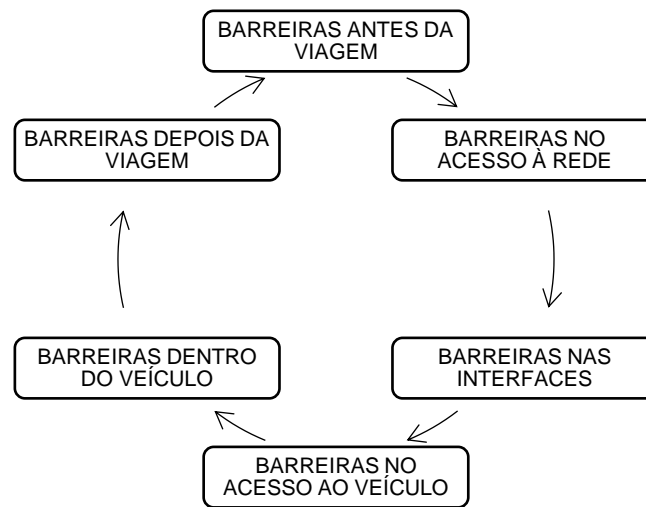 BARREIRAS ANTES DA
VIAGEM
BARREIRAS DEPOIS DA
VIAGEM
BARREIRAS NO
ACESSO À REDE
BARREIRAS DENTRO
DO VEÍCULO
BARREIRAS NAS
INTERFACES
BARREIRAS NO
ACESSO AO VEÍCULO